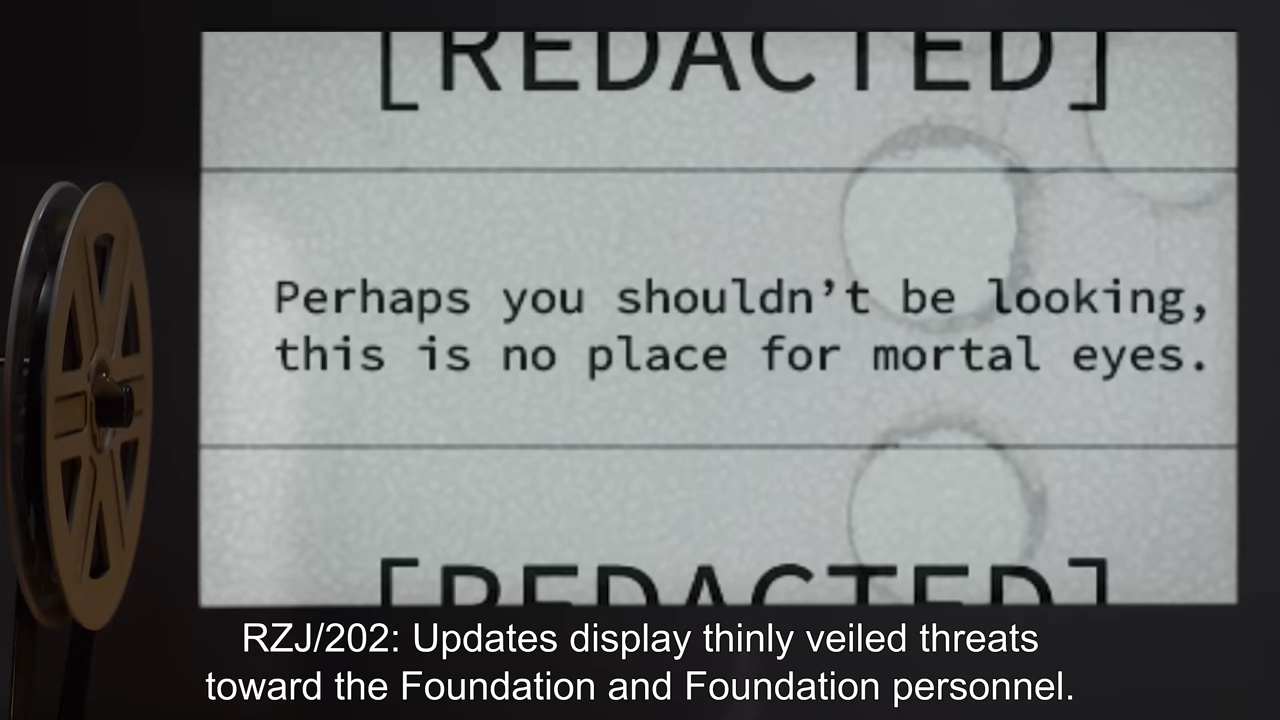 [REDACTED]
Perhaps you shouldn’t be looking,
this is no place for mortal eyes.
[REDACTED]
RZJ/202: Updates display thinly veiled threats
toward the Foundation and Foundation personnel.